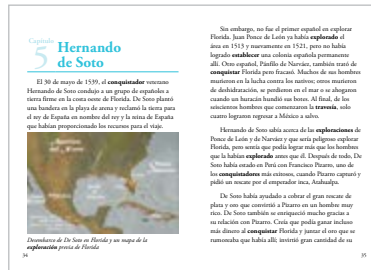 Capítulo
5
Hernando
de Soto
El 30 de mayo de 1539, el conquistador veterano
Hernando de Soto condujo a un grupo de españoles a
tierra firme en la costa oeste de Florida. De Soto plantó
una bandera en la playa de arena y reclamó la tierra para
el rey de España en nombre del rey y la reina de España
que habían proporcionado los recursos para el viaje.
Desembarco de De Soto en Florida y un mapa de la
exploración previa de Florida
34
Sin embargo, no fue el primer español en explorar
Florida. Juan Ponce de León ya había explorado el
área en 1513 y nuevamente en 1521, pero no había
logrado establecer una colonia española permanente
allí. Otro español, Pánfilo de Narváez, también trató de
conquistar Florida pero fracasó. Muchos de sus hombres
murieron en la lucha contra los nativos; otros murieron
de deshidratación, se perdieron en el mar o se ahogaron
cuando un huracán hundió sus botes. Al final, de los
seiscientos hombres que comenzaron la travesía, solo
cuatro lograron regresar a México a salvo.
Hernando de Soto sabía acerca de las exploraciones de
Ponce de León y de Narváez y que sería peligroso explorar
Florida, pero sentía que podía lograr más que los hombres
que la habían explorado antes que él. Después de todo, De
Soto había estado en Perú con Francisco Pizarro, uno de
los conquistadores más exitosos, cuando Pizarro capturó y
pidió un rescate por el emperador inca, Atahualpa.
De Soto había ayudado a cobrar el gran rescate de
plata y oro que convirtió a Pizarro en un hombre muy
rico. De Soto también se enriqueció mucho gracias a
su relación con Pizarro. Creía que podía ganar incluso
más dinero al conquistar Florida y juntar el oro que se
rumoreaba que había allí; invirtió gran cantidad de su
35